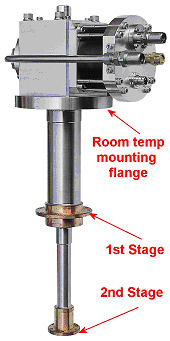 Room temp
mounting
flange
1st Stage
2nd Stage